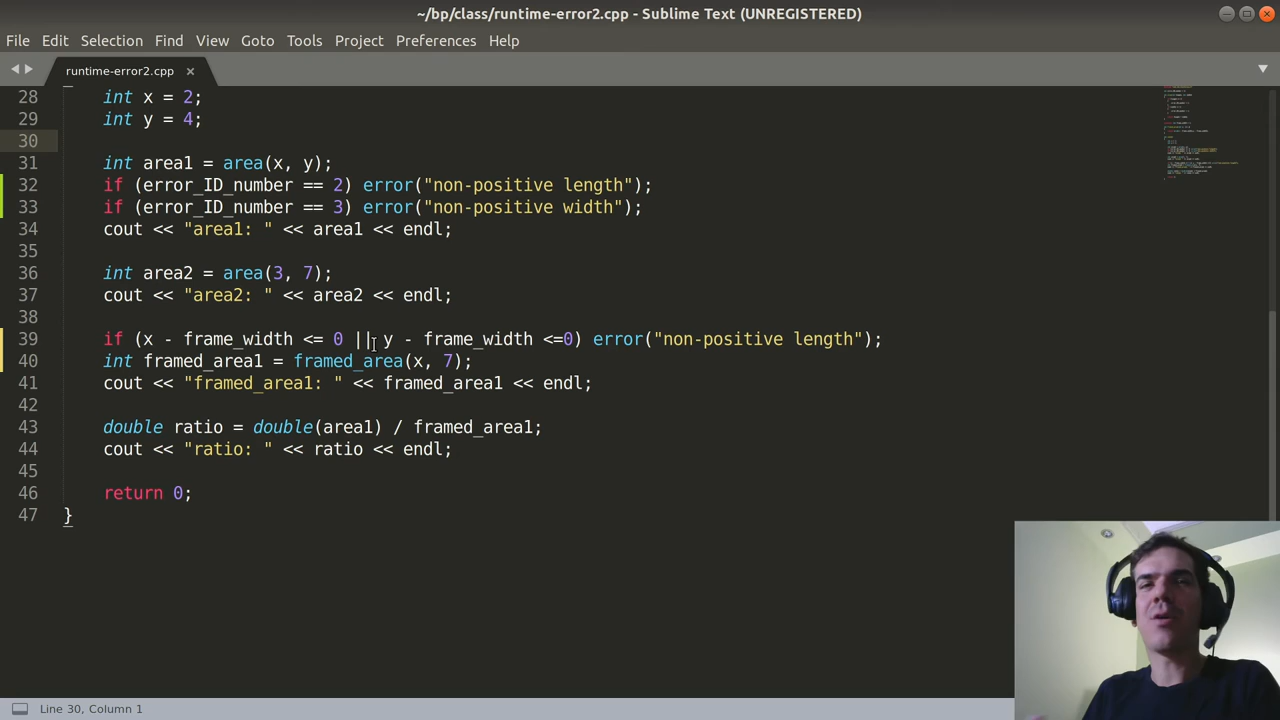 ~/bp/class/runtime-error2.cpp - Sublime Text (UNREGISTERED)
File Edit Selection Find View Goto Tools Project Preferences Help
runtime-error2.cpp ×
28 int x = 2;
29 int y = 4;
30
31 int area1 = area(x, y);
32 if (error_ID_number == 2) error("non-positive length");
33 if (error_ID_number == 3) error("non-positive width");
34 cout << "area1: " << area1 << endl;
35
36 int area2 = area(3, 7);
37 cout << "area2: " << area2 << endl;
38
39 if (x - frame_width <= 0 || y - frame_width <=0) error("non-positive length");
40 int framed_area1 = framed_area(x, 7);
41 cout << "framed_area1: " << framed_area1 << endl;
42
43 double ratio = double(area1) / framed_area1;
44 cout << "ratio: " << ratio << endl;
45
46 return 0;
47 }
Line 30, Column 1